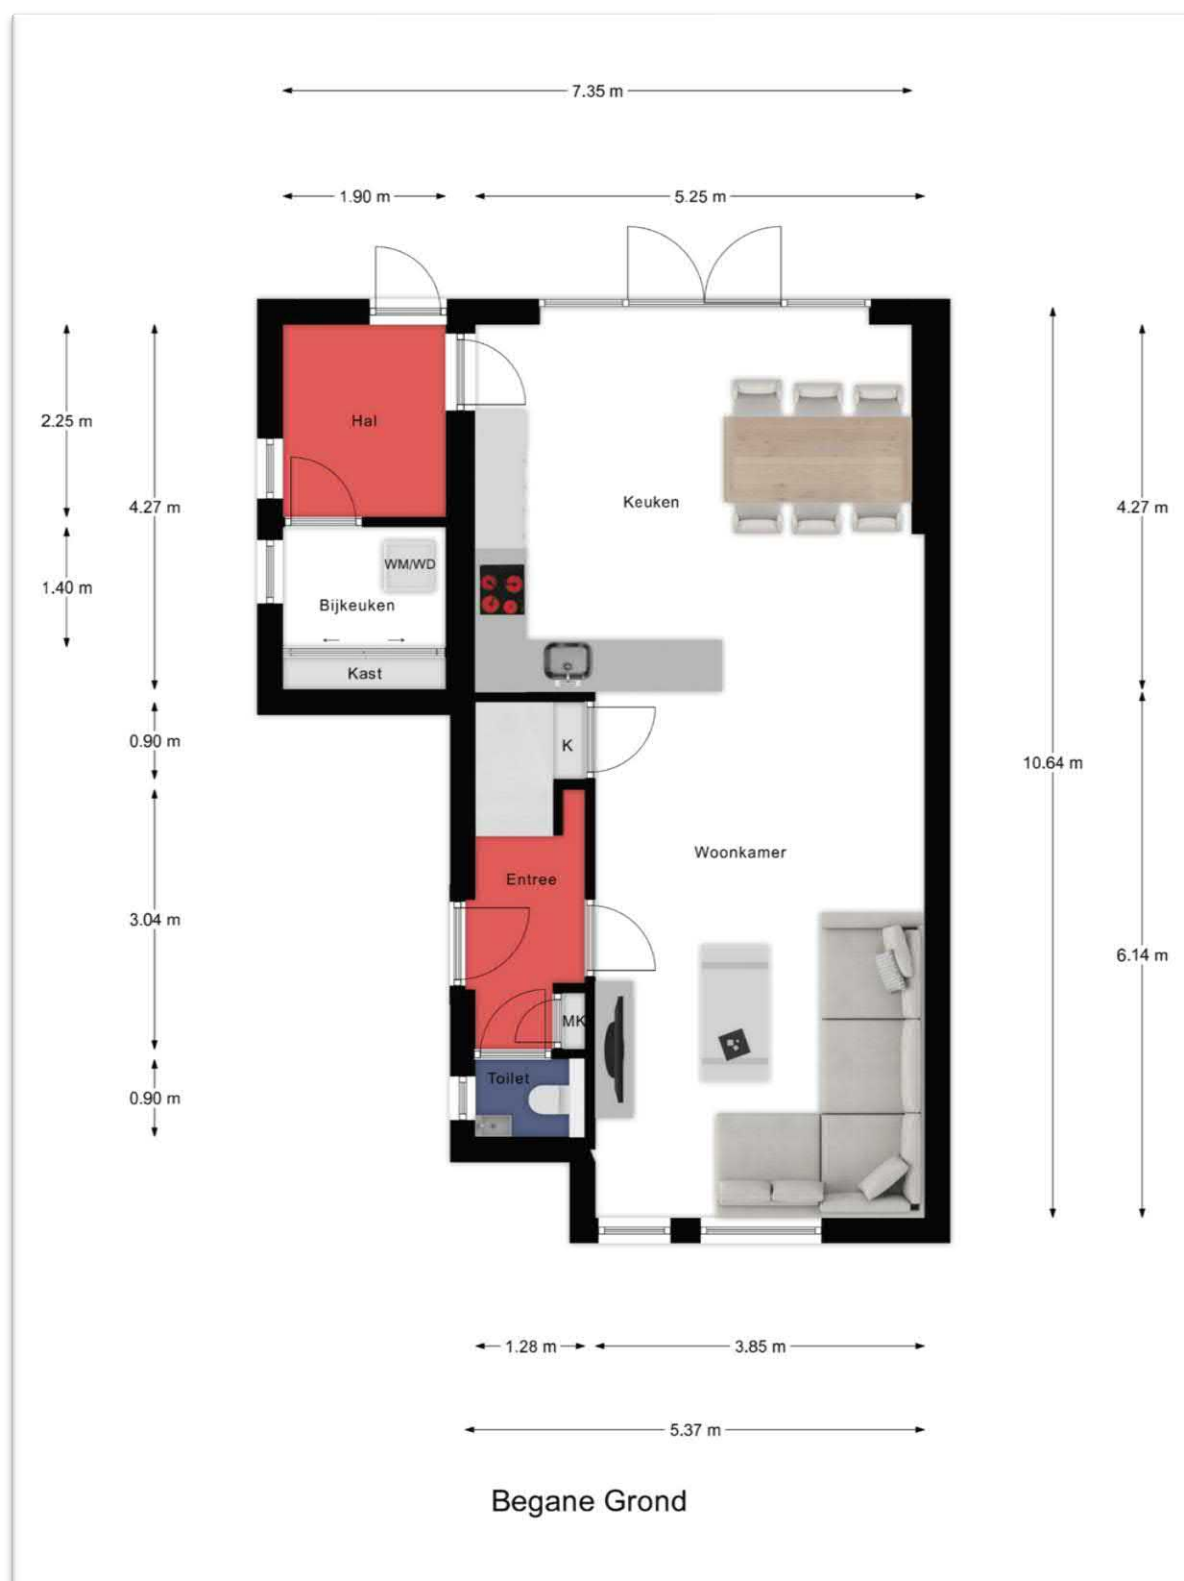 7.35 m
1.90 m
5.25 m
Hal
2.25 m
4.27 m
Keuken
4.27 m
WM/WD
1.40 m
Bijkeuken
Kast
0.90 m
K
10.64 m
Woonkamer
Entree
3.04 m
6.14 m
MK
Toilet
0.90 m
1.28 m
3.85 m
5.37 m
Begane Grond